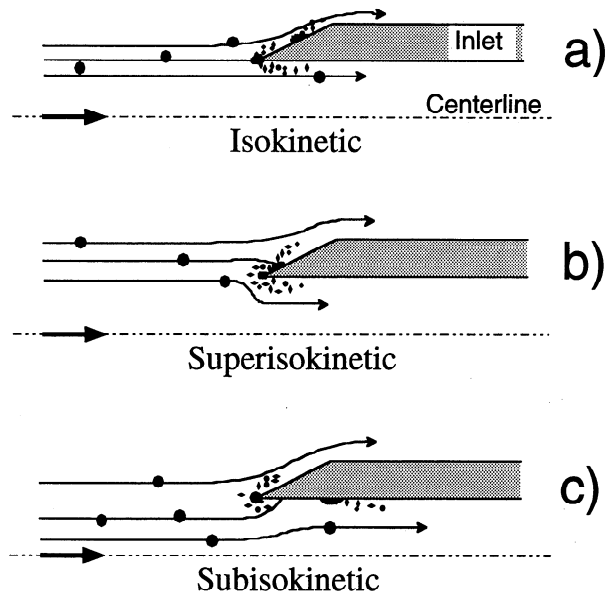 Inlet
a)
Centerline
Isokinetic
b)
Superisokinetic
c)
Subisokinetic